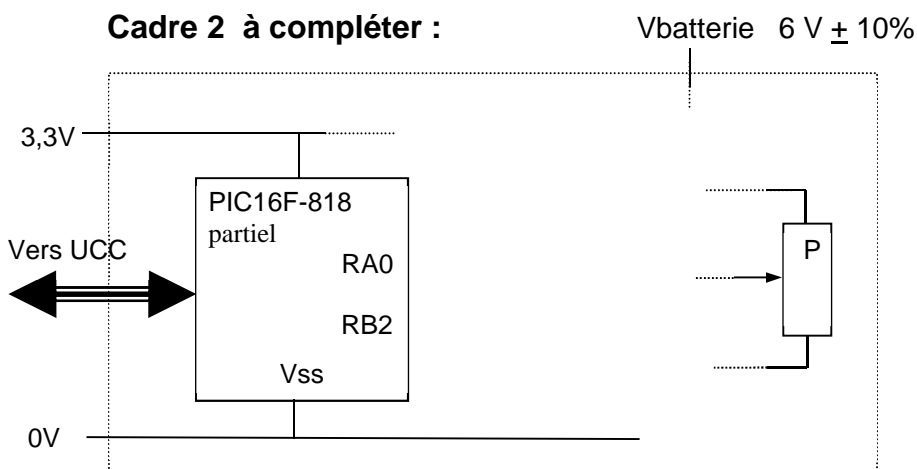 Cadre 2 à compléter : Vbatterie 6 V ± 10%
3,3V
PIC16F-818
partiel
Vers UCC
RA0
P
RB2
Vss
0V